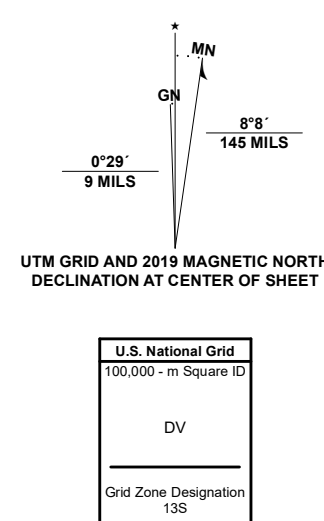 ★
MN
GN
8°8´
145 MILS
0°29´
9 MILS
UTM GRID AND 2019 MAGNETIC NORTH
DECLINATION AT CENTER OF SHEET
U.S. National Grid
100,000 - m Square ID
DV
Grid Zone Designation
13S